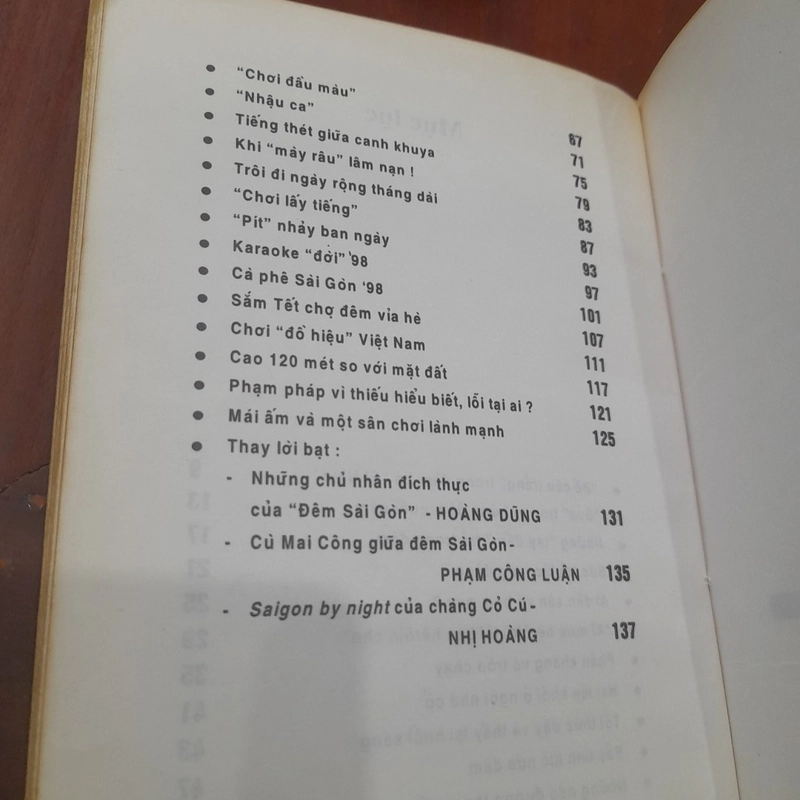 • "Chơi đấu màu" 67
• "Nhậu ca" 71
• Tiếng thét giữa canh khuya 75
• Khi "mày râu" lâm nạn ! 79
• Trôi đi ngày rộng tháng dài 83
• "Chơi lấy tiếng" 87
• "Pít" nhảy ban ngày 93
• Karaoke "đời" '98 97
• Cà phê Sài Gòn '98 101
• Sắm Tết chợ đêm vỉa hè 107
• Chơi "đồ hiệu" Việt Nam 111
• Cao 120 mét so với mặt đất 117
• Phạm pháp vì thiếu hiểu biết, lỗi tại ai ? 121
• Mái ấm và một sân chơi lành mạnh 125
• Thay lời bạt :
- Những chủ nhân đích thực
của "Đêm Sài Gòn" - HOÀNG DŨNG 131
- Cù Mai Công giữa đêm Sài Gòn-
PHẠM CÔNG LUẬN 135
- Saigon by night của chàng Cỏ Cú-
NHỊ HOÀNG 137